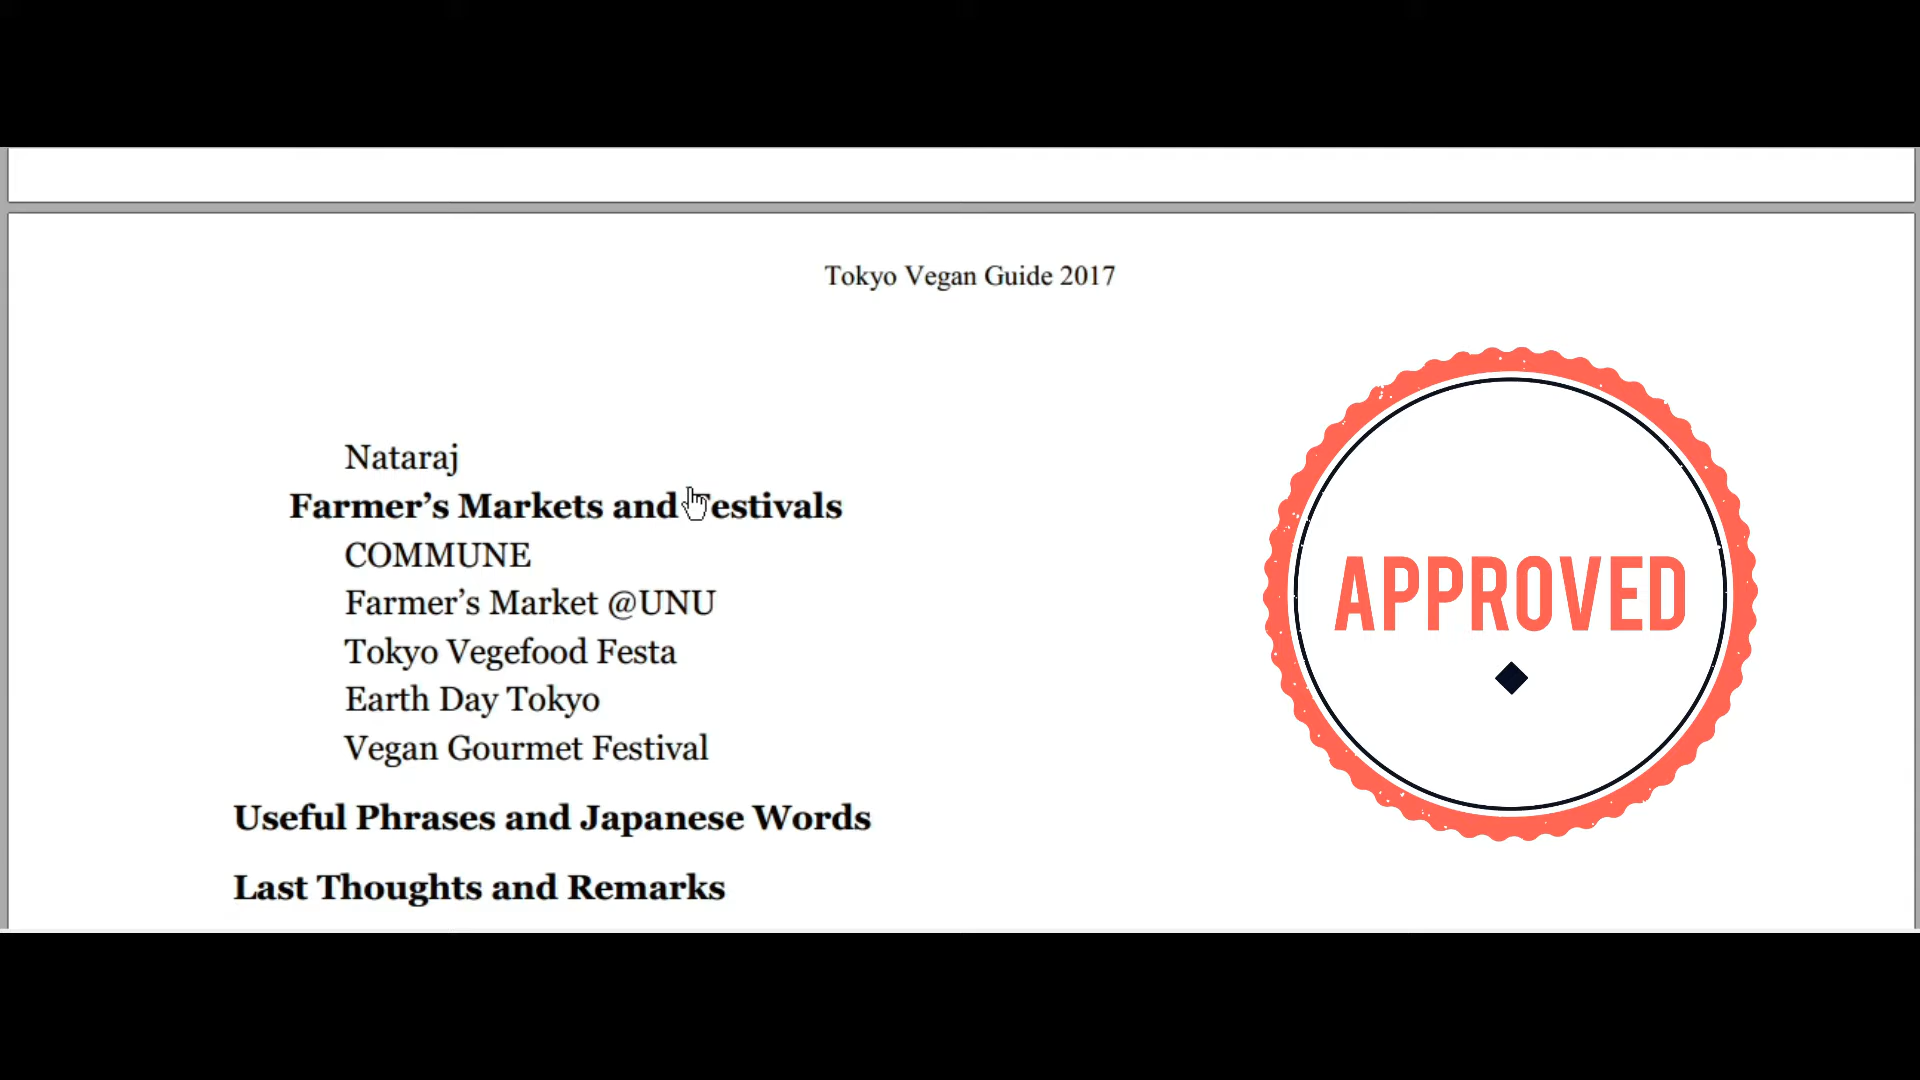 Tokyo Vegan Guide 2017
Nataraj
Farmer’s Markets and Festivals
COMMUNE
Farmer’s Market @UNU
Tokyo Vegefood Festa
Earth Day Tokyo
Vegan Gourmet Festival
Useful Phrases and Japanese Words
Last Thoughts and Remarks
APPROVED